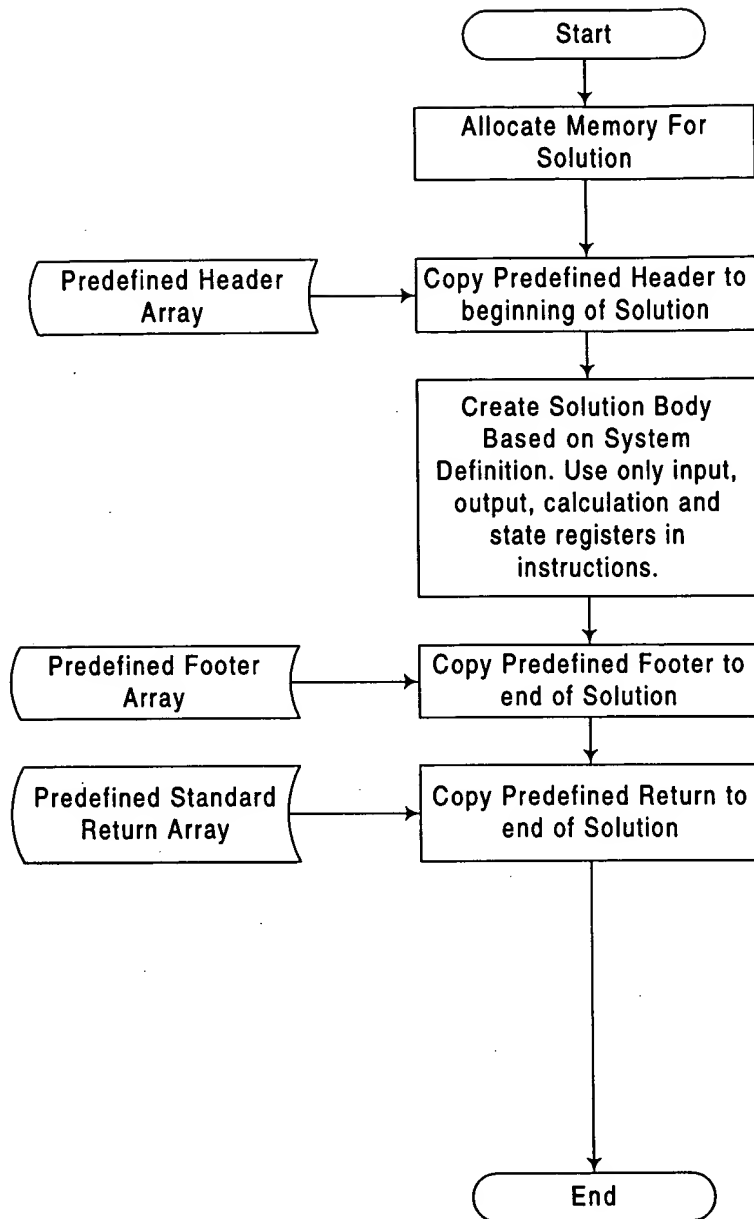 Start
Allocate Memory For
Solution
Predefined Header
Array
Copy Predefined Header to
beginning of Solution
Create Solution Body
Based on System
Definition. Use only input,
output, calculation and
state registers in
instructions.
Predefined Footer
Array
Copy Predefined Footer to
end of Solution
Predefined Standard
Return Array
Copy Predefined Return to
end of Solution
End